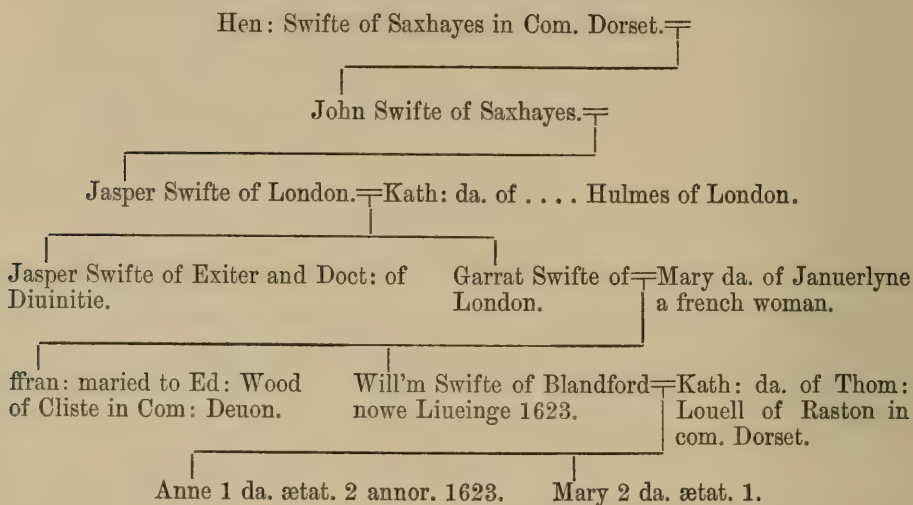 Hen: Swifte of Saxhayes in Com. Dorset.
John Swifte of Saxhayes.
Jasper Swifte of London. Kath: da. of .... Hulmes of London.
Jasper Swifte of Exiter and Doct: of
Diuinitie.
Garrat Swifte of
London.
Mary da. of Januerlyne
a french woman.
ffran: maried to Ed: Wood
of Cliste in Com: Deuon.
Will'm Swifte of Blandford
nowe Liueinge 1623.
Kath: da. of Thom:
Louell of Raston in
com. Dorset.
Anne 1 da. ætat. 2 annor. 1623.
Mary 2 da. ætat. 1.